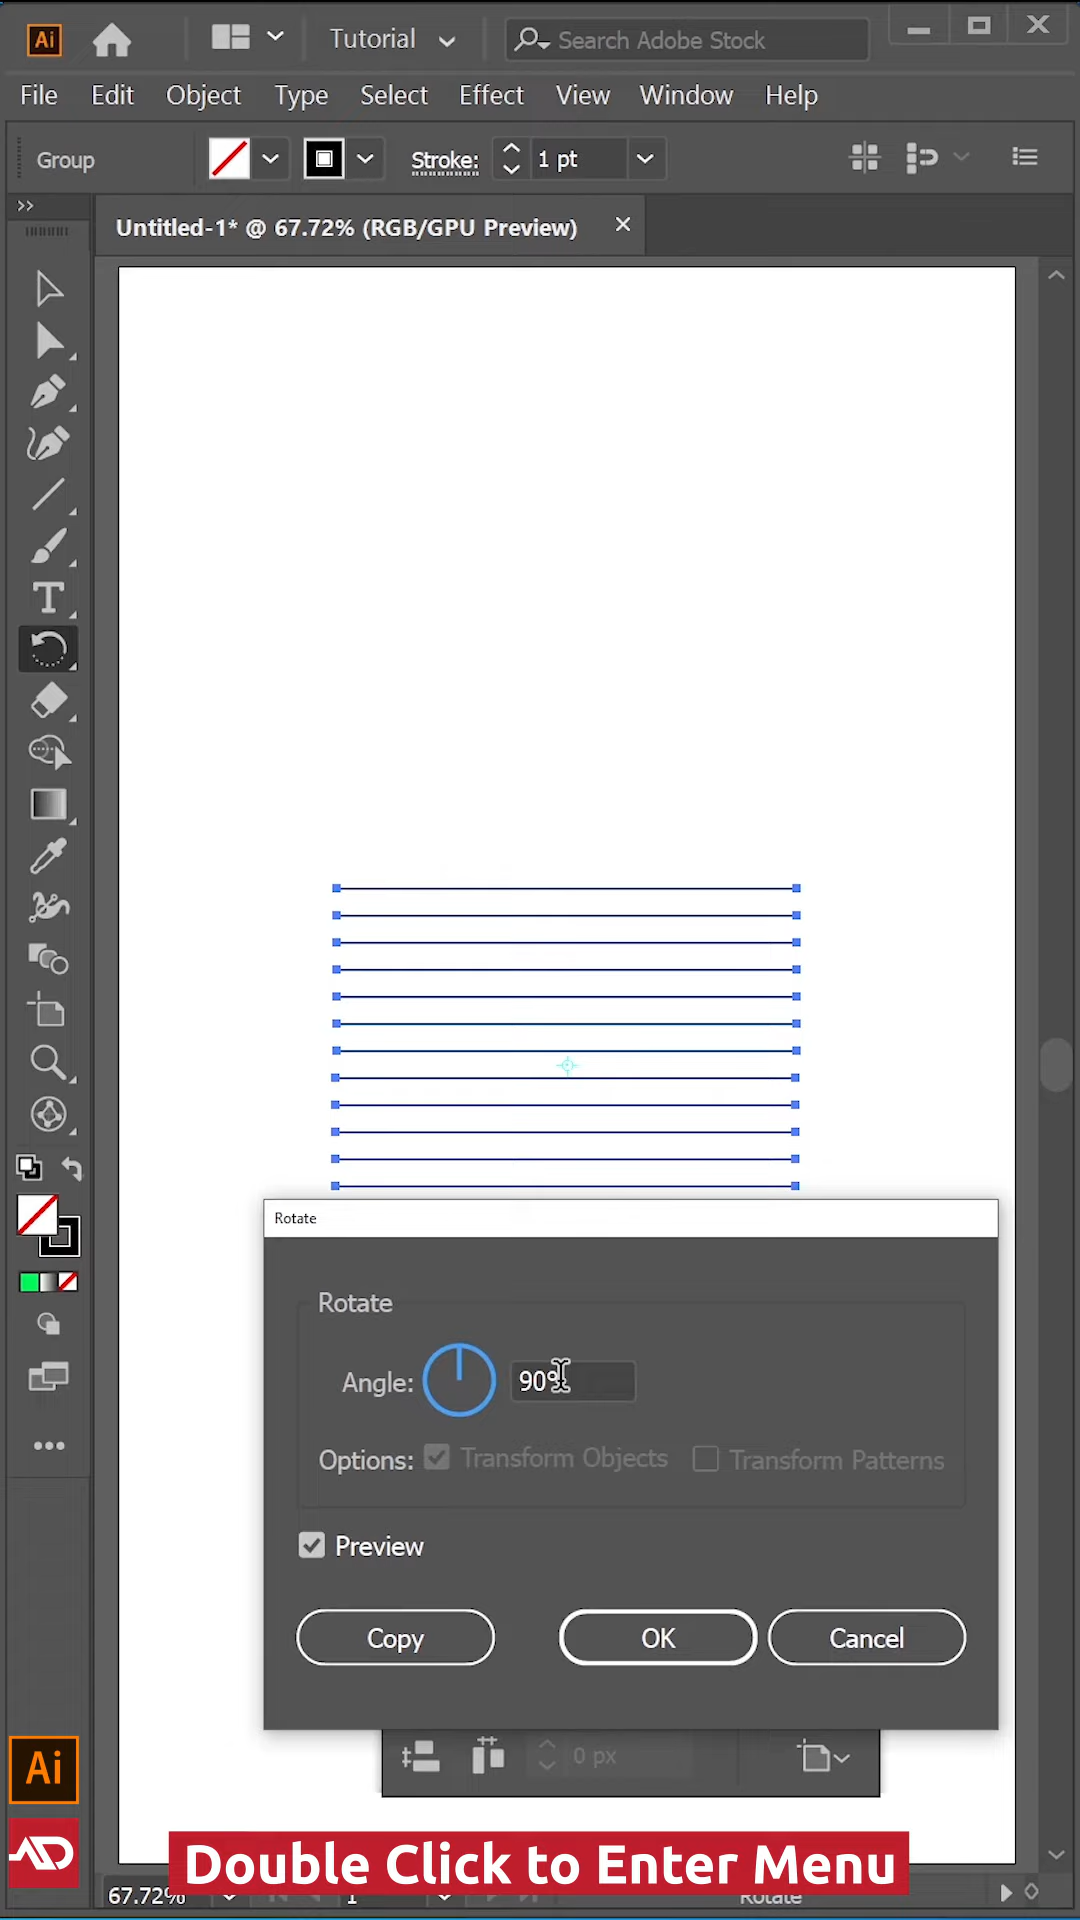 Ai
Tutorial
Search Adobe Stock
File Edit Object Type Select Effect View Window Help
Group
Stroke:
1 pt
Untitled-1* @ 67.72% (RGB/GPU Preview)
Rotate
Rotate
Angle:
90°
Options:
Transform Objects
Transform Patterns
Preview
Copy
OK
Cancel
0 px
Ai
Double Click to Enter Menu
67.72%
1
Rotate